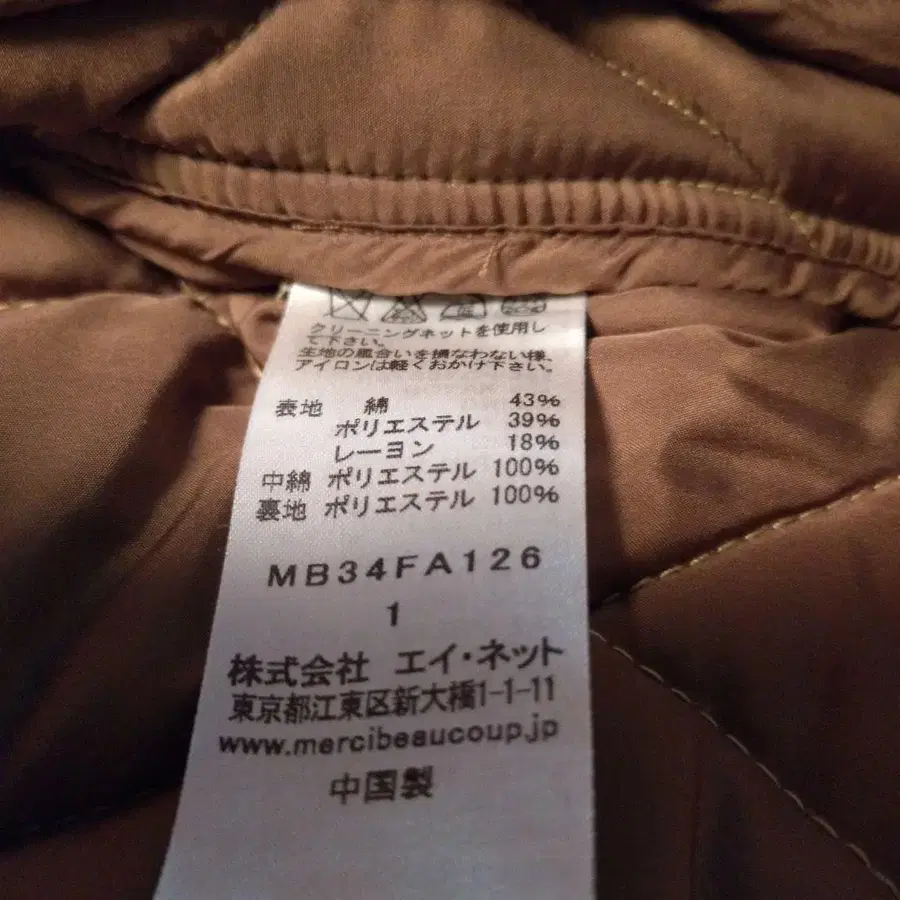 クリーニングネットを使用し
て下さい。
生地の風合いを損なわない様、
アイロンは軽くおかけ下さい。
表地 綿 43%
ポリエステル 39%
レーヨン 18%
中綿 ポリエステル 100%
裏地 ポリエステル 100%
MB34FA126
1
株式会社 エイ・ネット
東京都江東区新大橋1-1-11
www.mercibeaucoup.jp
中国製